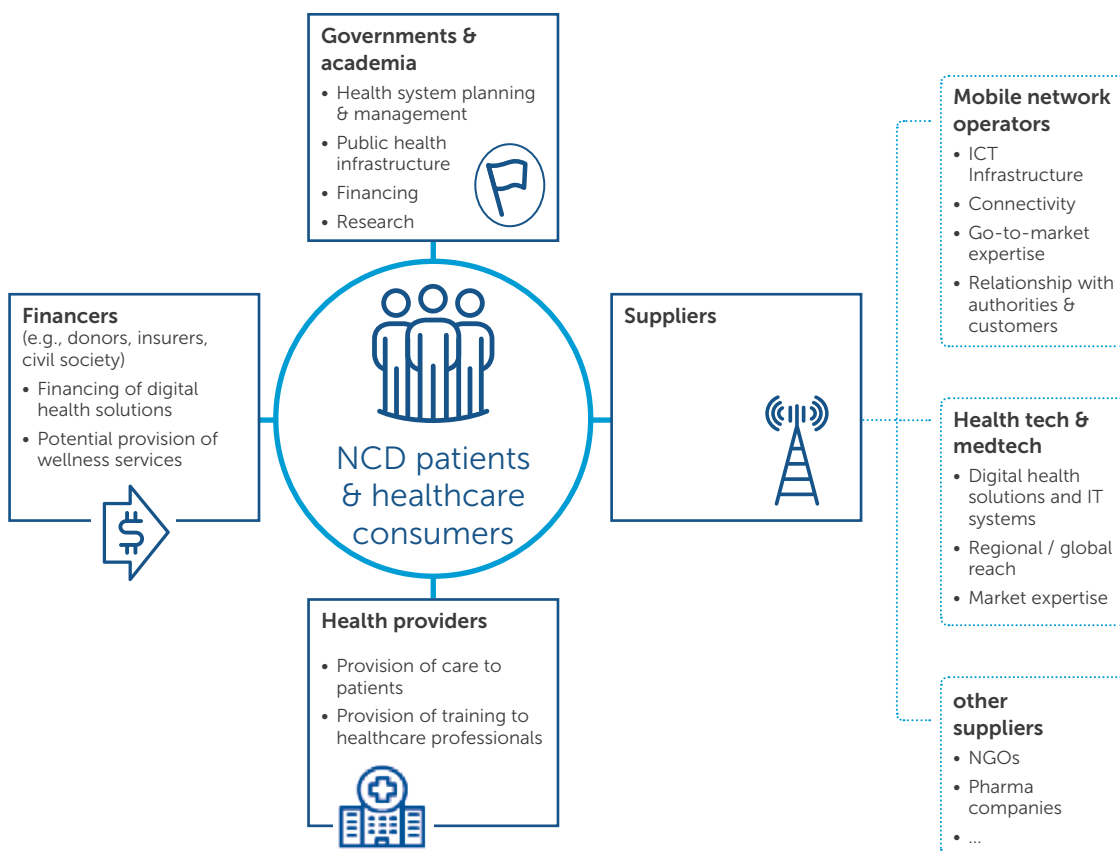 Governments &
academia
• Health system planning
& management
• Public health
infrastructure
• Financing
• Research
Financers
(e.g., donors, insurers,
civil society)
• Financing of digital
health solutions
• Potential provision of
wellness services
$
NCD patients
& healthcare
consumers
Suppliers
Health providers
• Provision of care to
patients
• Provision of training to
healthcare professionals
Mobile network
operators
• ICT
Infrastructure
• Connectivity
• Go-to-market
expertise
• Relationship with
authorities &
customers
Health tech &
medtech
• Digital health
solutions and IT
systems
• Regional / global
reach
• Market expertise
other
suppliers
• NGOs
• Pharma
companies
• ...